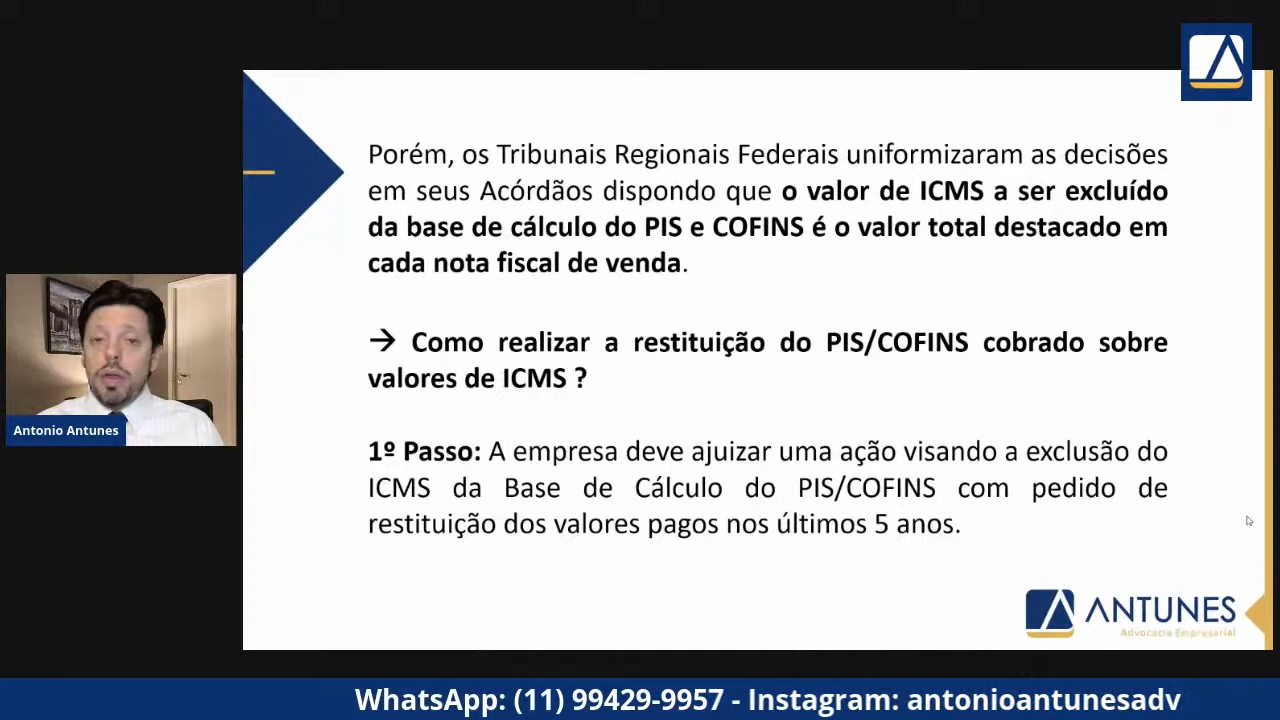 Porém, os Tribunais Regionais Federais uniformizaram as decisões
em seus Acórdãos dispondo que o valor de ICMS a ser excluído
da base de cálculo do PIS e COFINS é o valor total destacado em
cada nota fiscal de venda.
→ Como realizar a restituição do PIS/COFINS cobrado sobre
valores de ICMS ?
1º Passo: A empresa deve ajuizar uma ação visando a exclusão do
ICMS da Base de Cálculo do PIS/COFINS com pedido de
restituição dos valores pagos nos últimos 5 anos.
Antonio Antunes
ANTUNES
Advocacia Empresarial
WhatsApp: (11) 99429-9957 - Instagram: antonioantunesadv